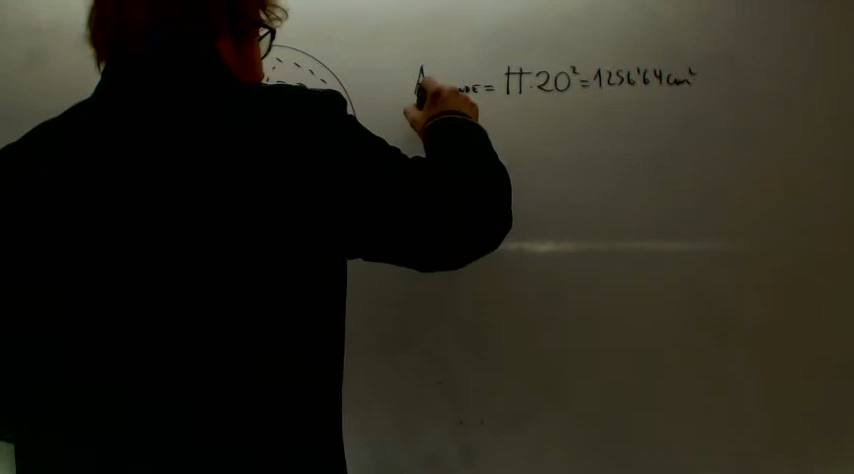 A = π·20² = 1256'64 cm²